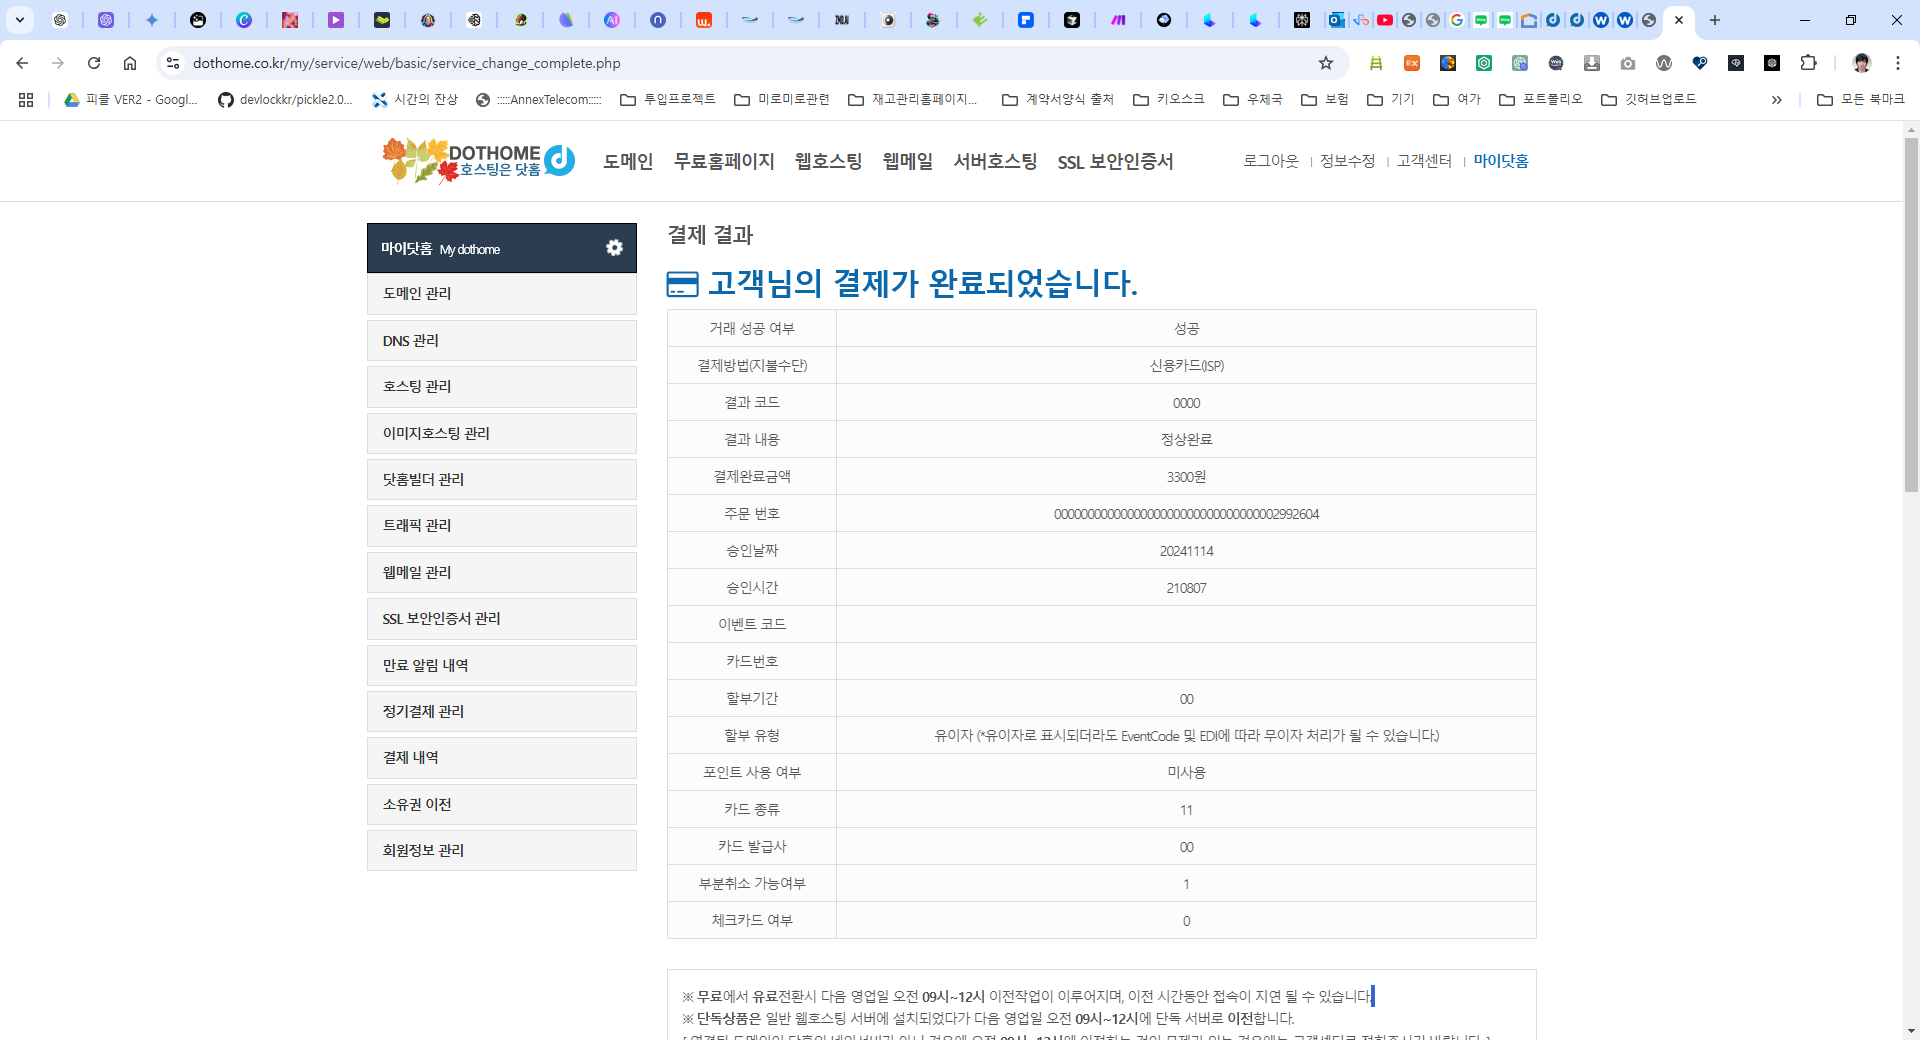 dothome.co.kr/my/service/web/basic/service_change_complete.php
피클 VER2 - Googl...
devlockkr/pickle2.0...
시간의 잔상
:::::AnnexTelecom:::::
투입프로젝트
미로미로관련
재고관리홈페이지...
계약서양식 출처
키오스크
우체국
보험
기기
여가
포트폴리오
깃허브업로드
모든 북마크
DOTHOME
호스팅은 닷홈
도메인 무료홈페이지 웹호스팅 웹메일 서버호스팅 SSL 보안인증서
로그아웃 | 정보수정 | 고객센터 | 마이닷홈
마이닷홈 My dothome
도메인 관리
DNS 관리
호스팅 관리
이미지호스팅 관리
닷홈빌더 관리
트래픽 관리
웹메일 관리
SSL 보안인증서 관리
만료 알림 내역
정기결제 관리
결제 내역
소유권 이전
회원정보 관리
결제 결과
고객님의 결제가 완료되었습니다.
거래 성공 여부 성공
결제방법(지불수단) 신용카드(ISP)
결과 코드 0000
결과 내용 정상완료
결제완료금액 3300원
주문 번호 0000000000000000000000000000000002992604
승인날짜 20241114
승인시간 210807
이벤트 코드
카드번호
할부기간 00
할부 유형 유이자 (*유이자로 표시되더라도 EventCode 및 EDI에 따라 무이자 처리가 될 수 있습니다.)
포인트 사용 여부 미사용
카드 종류 11
카드 발급사 00
부분취소 가능여부 1
체크카드 여부 0
※ 무료에서 유료전환시 다음 영업일 오전 09시~12시 이전작업이 이루어지며, 이전 시간동안 접속이 지연 될 수 있습니다.
※ 단독상품은 일반 웹호스팅 서버에 설치되었다가 다음 영업일 오전 09시~12시에 단독 서버로 이전합니다.